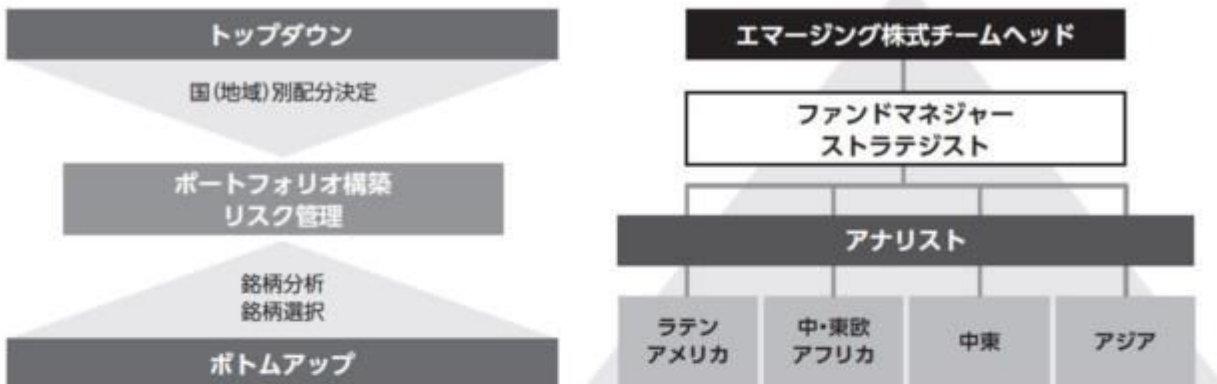 トップダウン
国(地域)別配分決定
ポートフォリオ構築
リスク管理
銘柄分析
銘柄選択
ボトムアップ
エマージング株式チームヘッド
ファンドマネジャー
ストラテジスト
アナリスト
ラテン
アメリカ
中・東欧
アフリカ
中東
アジア